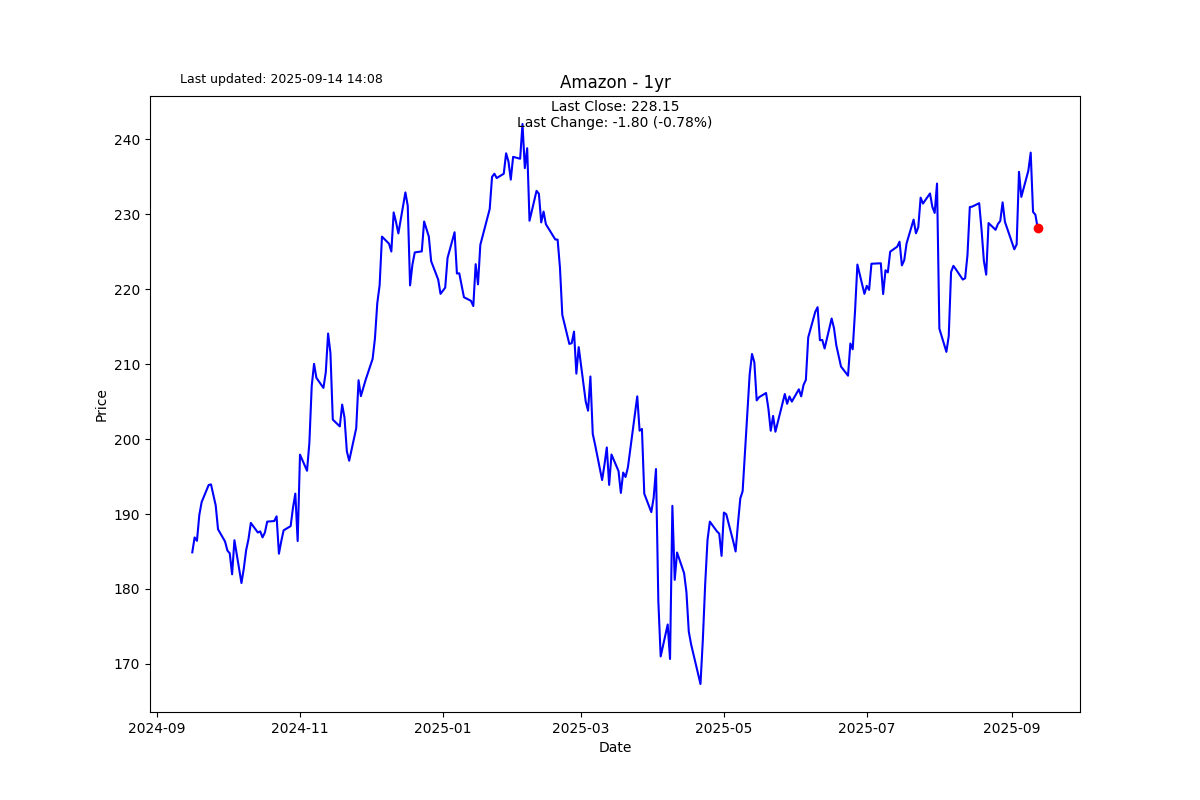 Last updated: 2025-09-14 14:08
Amazon - 1yr
Last Close: 228.15
Last Change: -1.80 (-0.78%)
240
230
220
210
200
190
180
170
Price
2024-09
2024-11
2025-01
2025-03
2025-05
2025-07
2025-09
Date